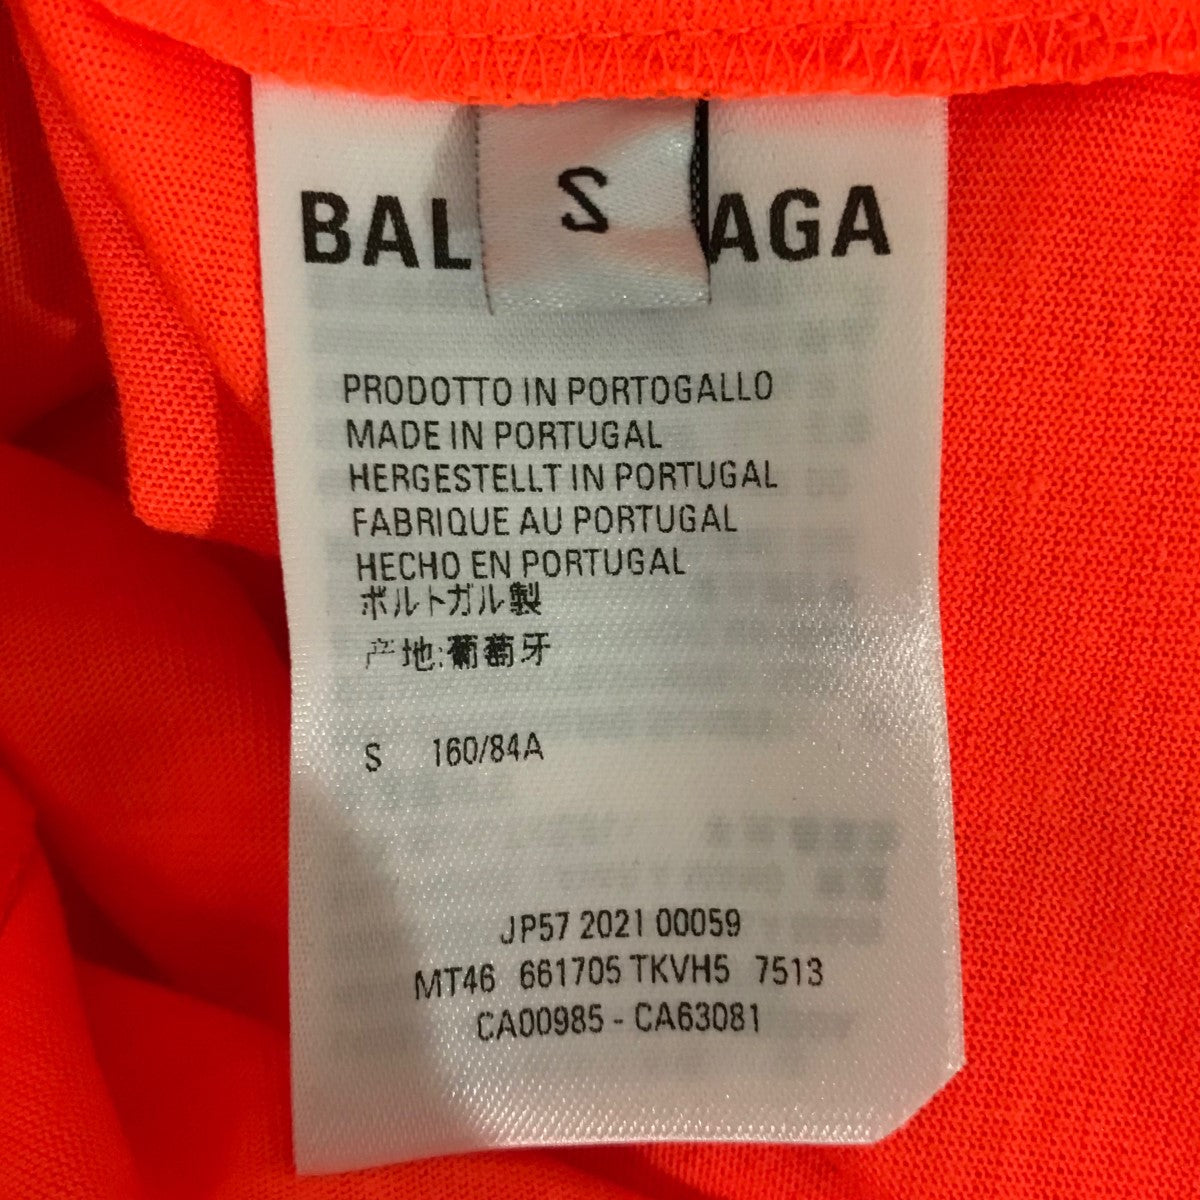 S
BAL AGA
PRODOTTO IN PORTOGALLO
MADE IN PORTUGAL
HERGESTELLT IN PORTUGAL
FABRIQUE AU PORTUGAL
HECHO EN PORTUGAL
ポルトガル製
产地:葡萄牙
S 160/84A
JP57 2021 00059
MT46 661705 TKVH5 7513
CA00985 - CA63081